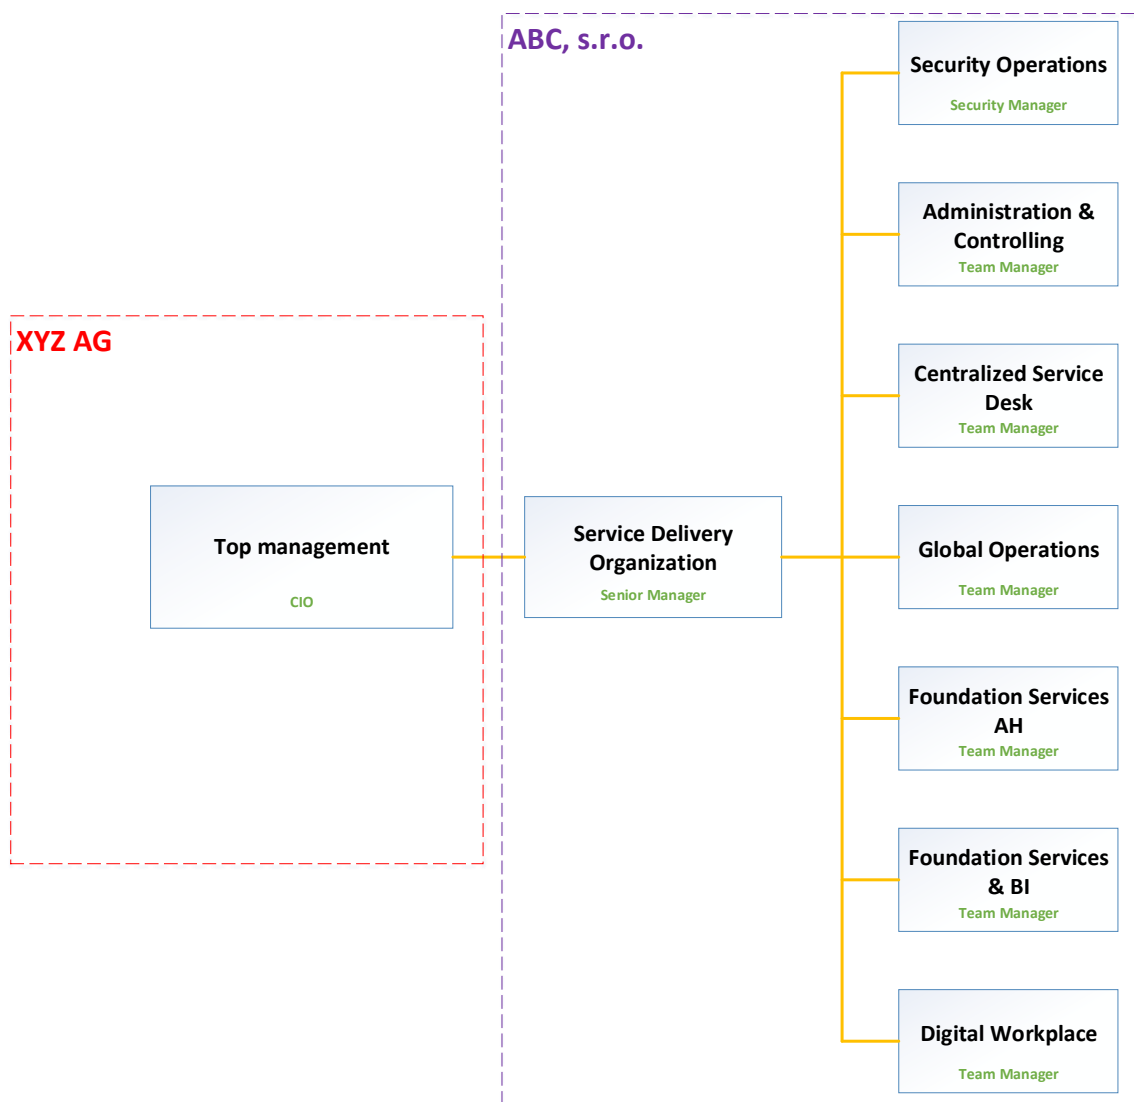 ABC, s.r.o.
Security Operations
Security Manager
Administration &
Controlling
Team Manager
Centralized Service
Desk
Team Manager
XYZ AG
Top management
CIO
Service Delivery
Organization
Senior Manager
Global Operations
Team Manager
Foundation Services
AH
Team Manager
Foundation Services
& BI
Team Manager
Digital Workplace
Team Manager